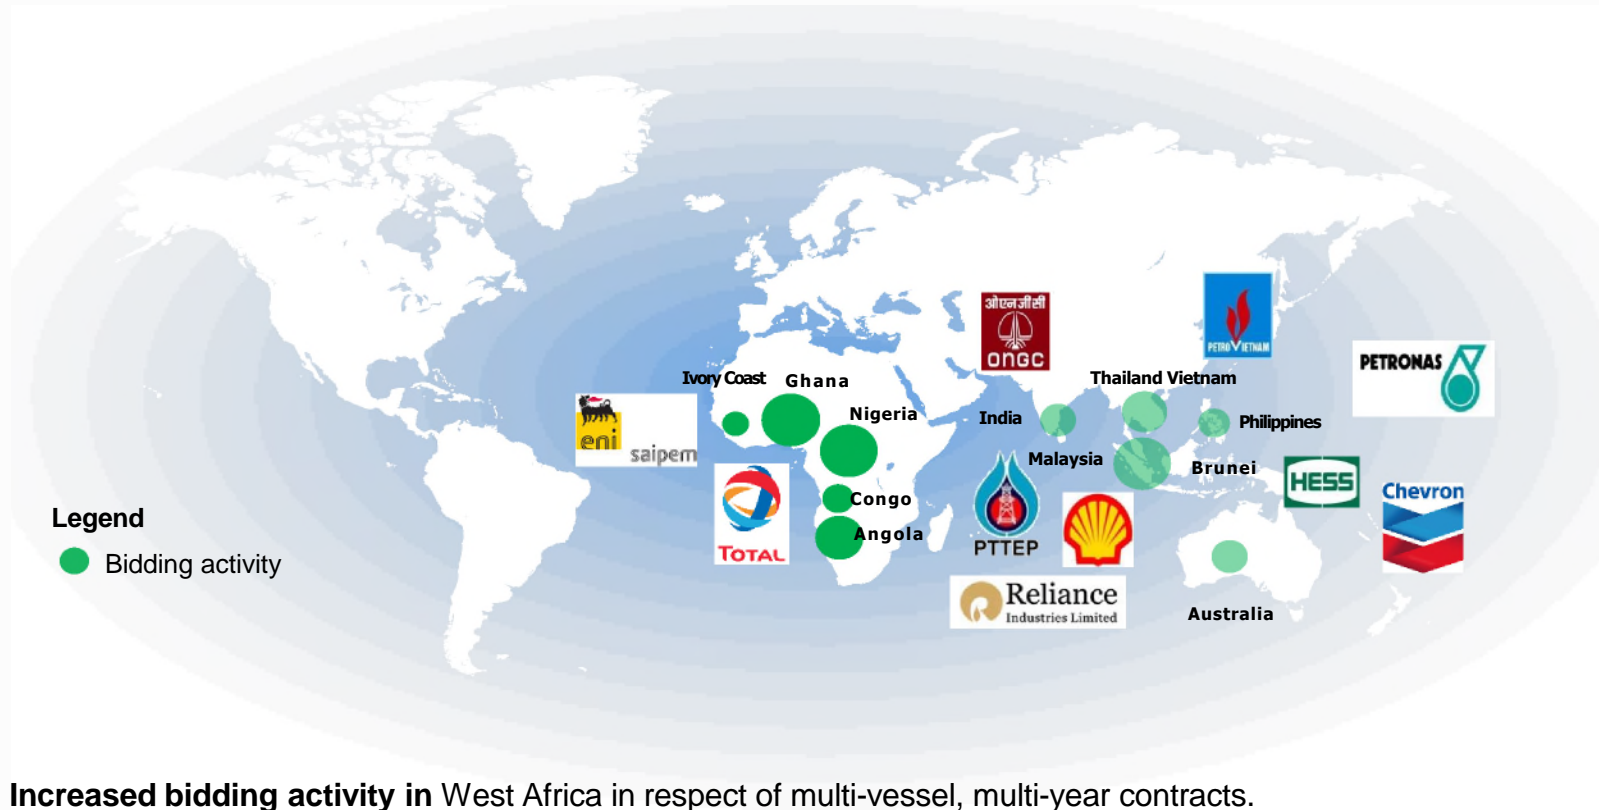 ओएनजीसी
ONGC
PETROVIETNAM
PETRONAS
Ivory Coast Ghana
Thailand Vietnam
Nigeria
India
Philippines
eni
saipem
Malaysia
Brunei
HESS
Chevron
Congo
Angola
Legend
Bidding activity
TOTAL
PTTEP
Reliance
Industries Limited
Australia
Increased bidding activity in West Africa in respect of multi-vessel, multi-year contracts.